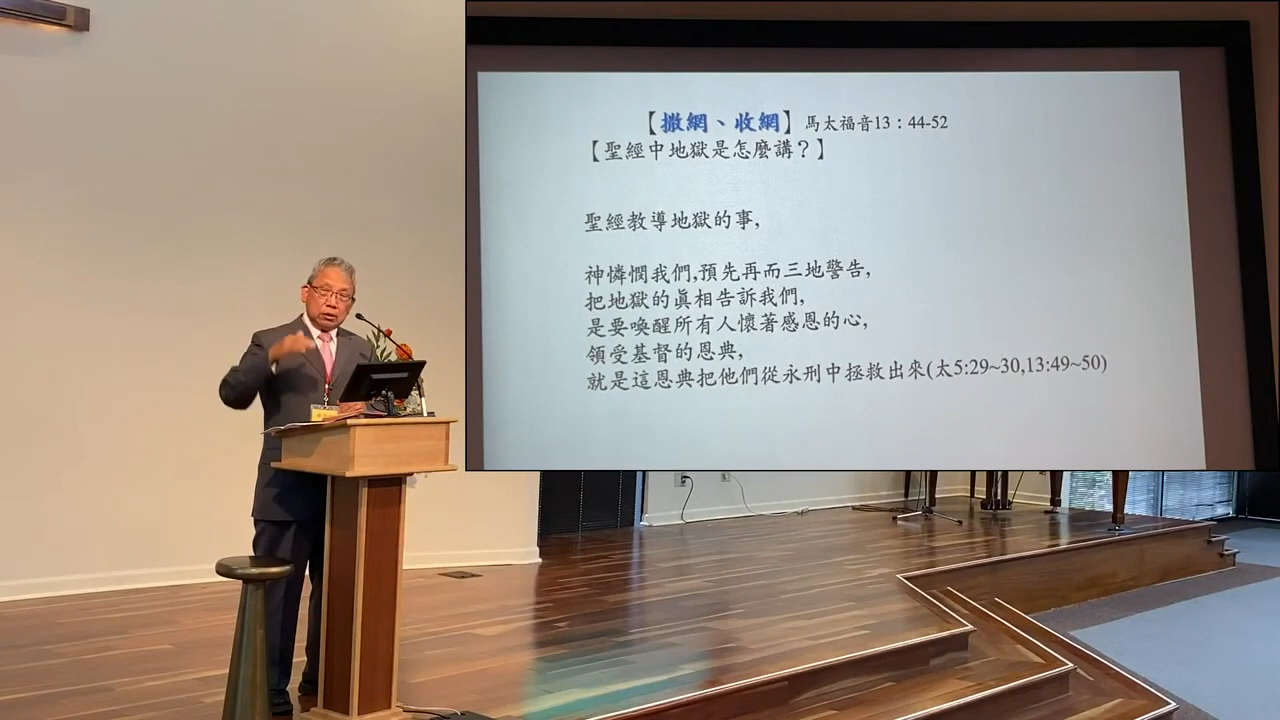 【撒網、收網】馬太福音13：44-52
【聖經中地獄是怎麼講？】
聖經教導地獄的事,
神憐憫我們,預先再而三地警告,
把地獄的真相告訴我們,
是要喚醒所有人懷著感恩的心,
領受基督的恩典,
就是這恩典把他們從永刑中拯救出來(太5:29~30,13:49~50)